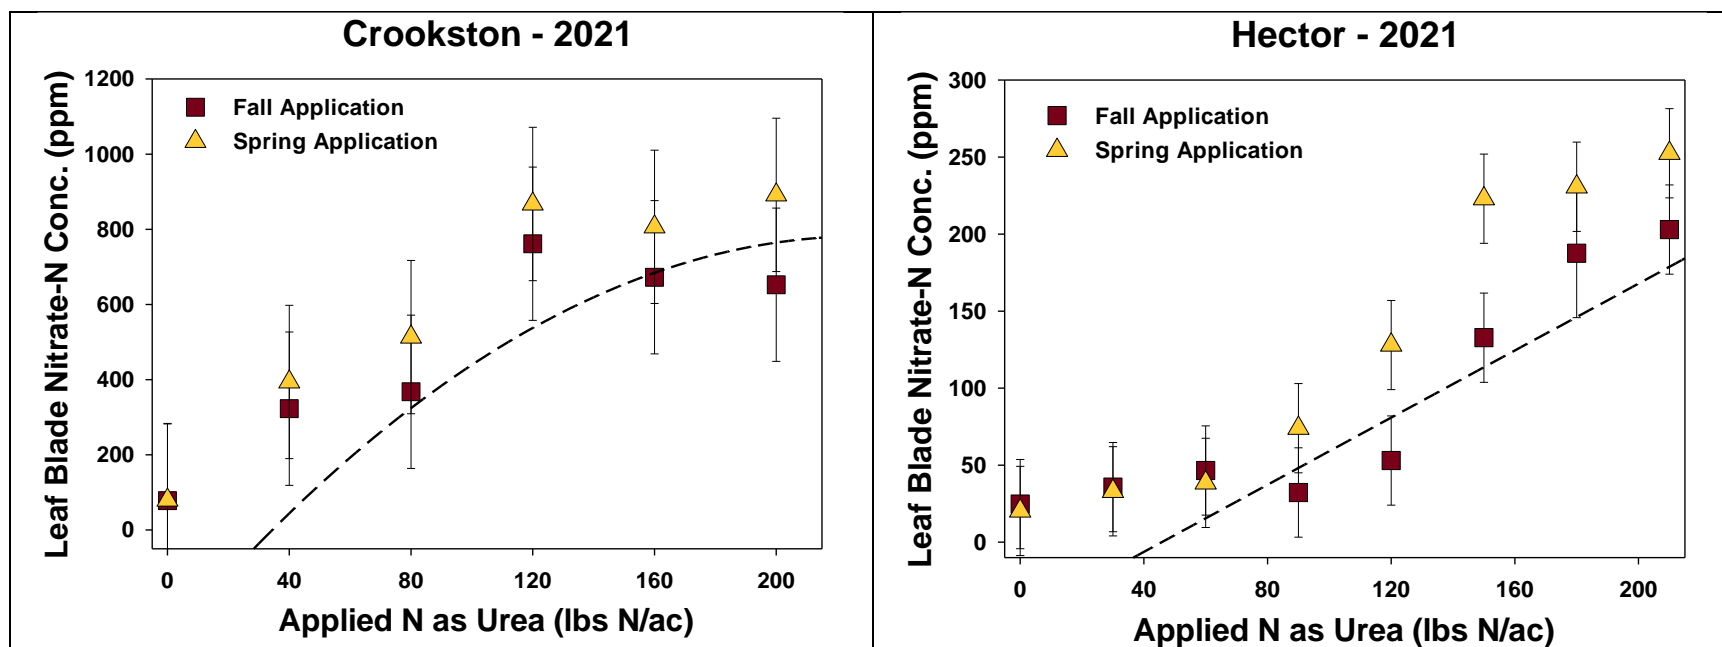 Crookston - 2021
Leaf Blade Nitrate-N Conc. (ppm)
1200
1000
800
600
400
200
0
Fall Application
Spring Application
0 40 80 120 160 200
Applied N as Urea (lbs N/ac)
Hector - 2021
Leaf Blade Nitrate-N Conc. (ppm)
300
250
200
150
100
50
0
Fall Application
Spring Application
0 40 80 120 160 200
Applied N as Urea (lbs N/ac)